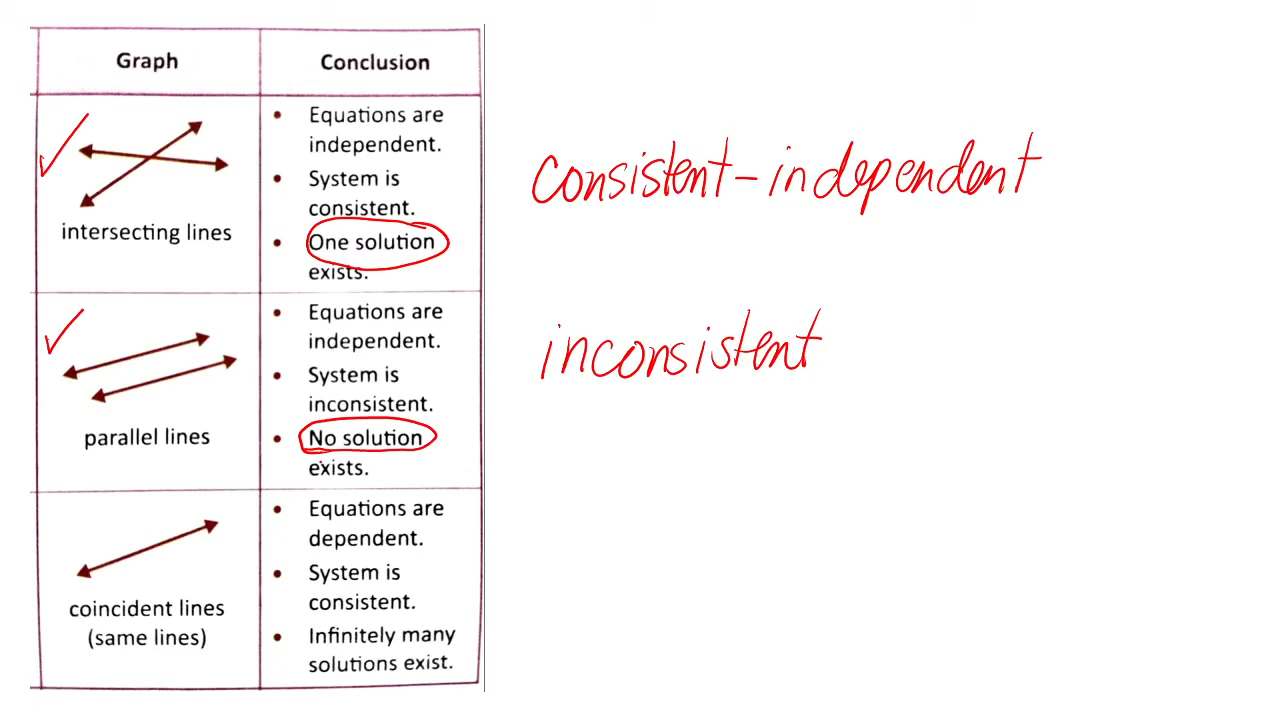 Graph
Conclusion
• Equations are
independent.
• System is
consistent.
• One solution
exists.
intersecting lines
consistent-independent
• Equations are
independent.
• System is
inconsistent.
• No solution
exists.
parallel lines
inconsistent
• Equations are
dependent.
• System is
consistent.
• Infinitely many
solutions exist.
coincident lines
(same lines)